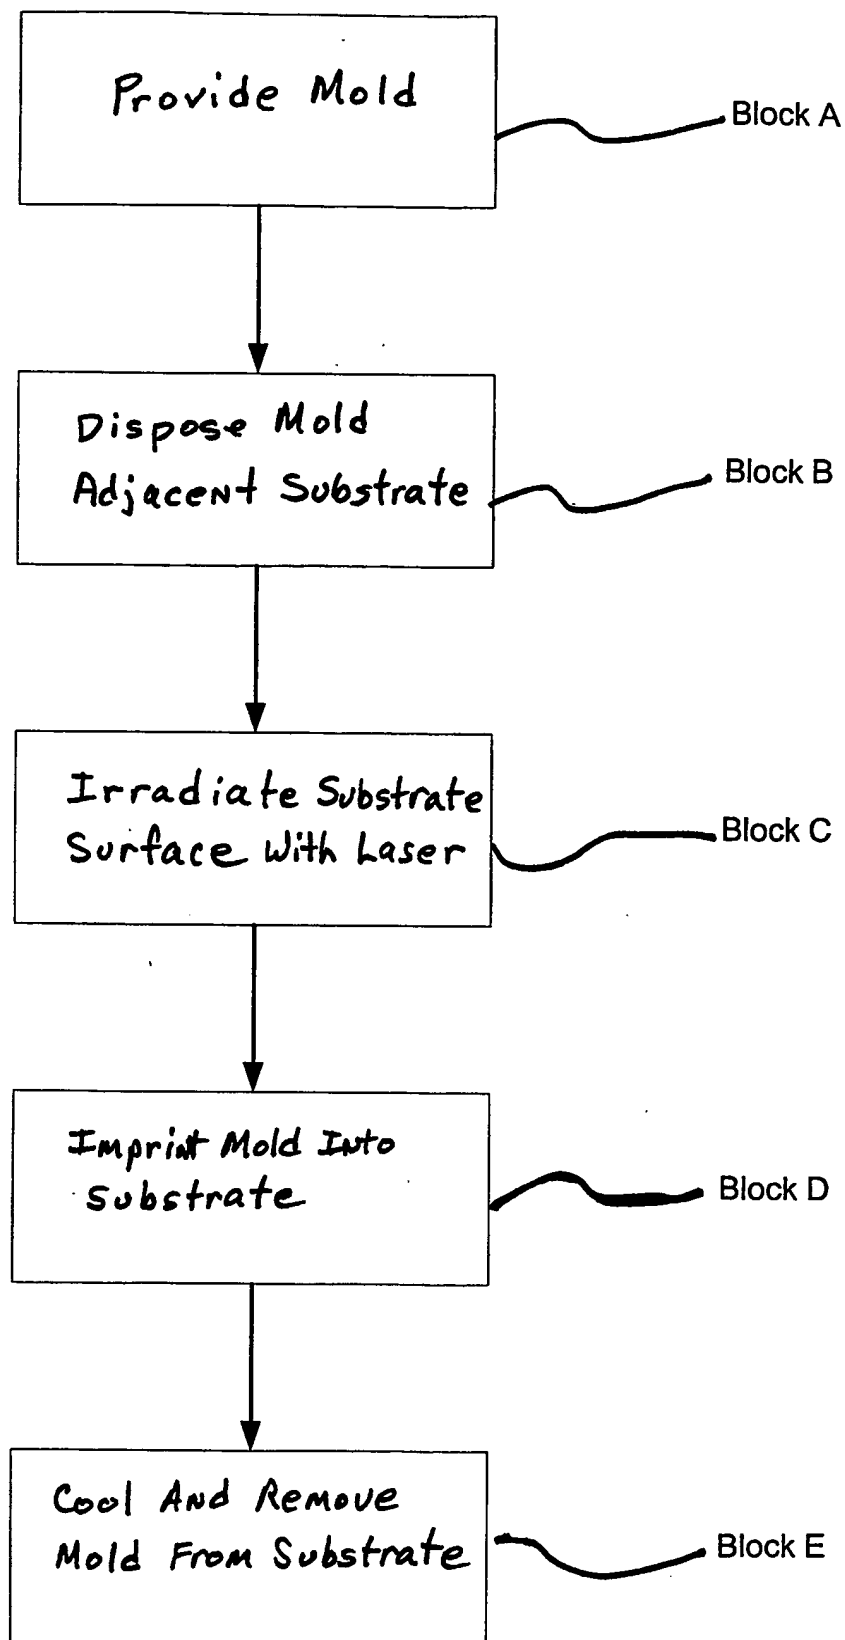 Provide Mold
Block A
Dispose Mold
Adjacent Substrate
Block B
Irradiate Substrate
Surface With Laser
Block C
Imprint Mold Into
Substrate
Block D
Cool And Remove
Mold From Substrate
Block E